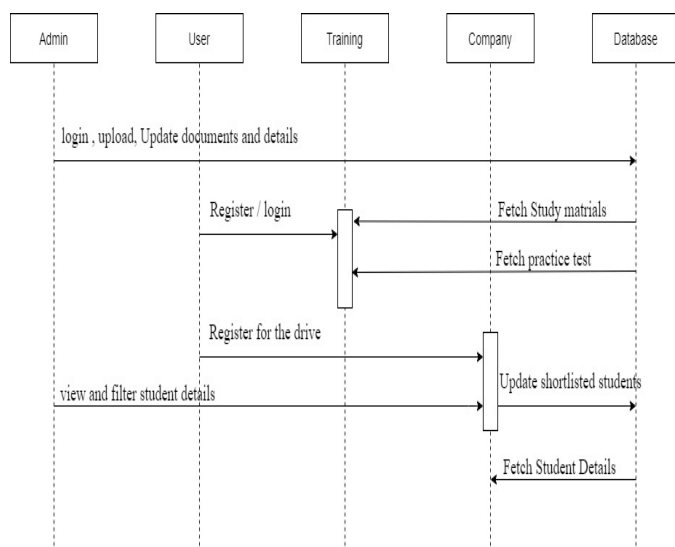 Admin
User
Training
Company
Database
login , upload, Update documents and details
Register / login
Fetch Study matrials
Fetch practice test
Register for the drive
Update shortlisted students
view and filter student details
Fetch Student Details